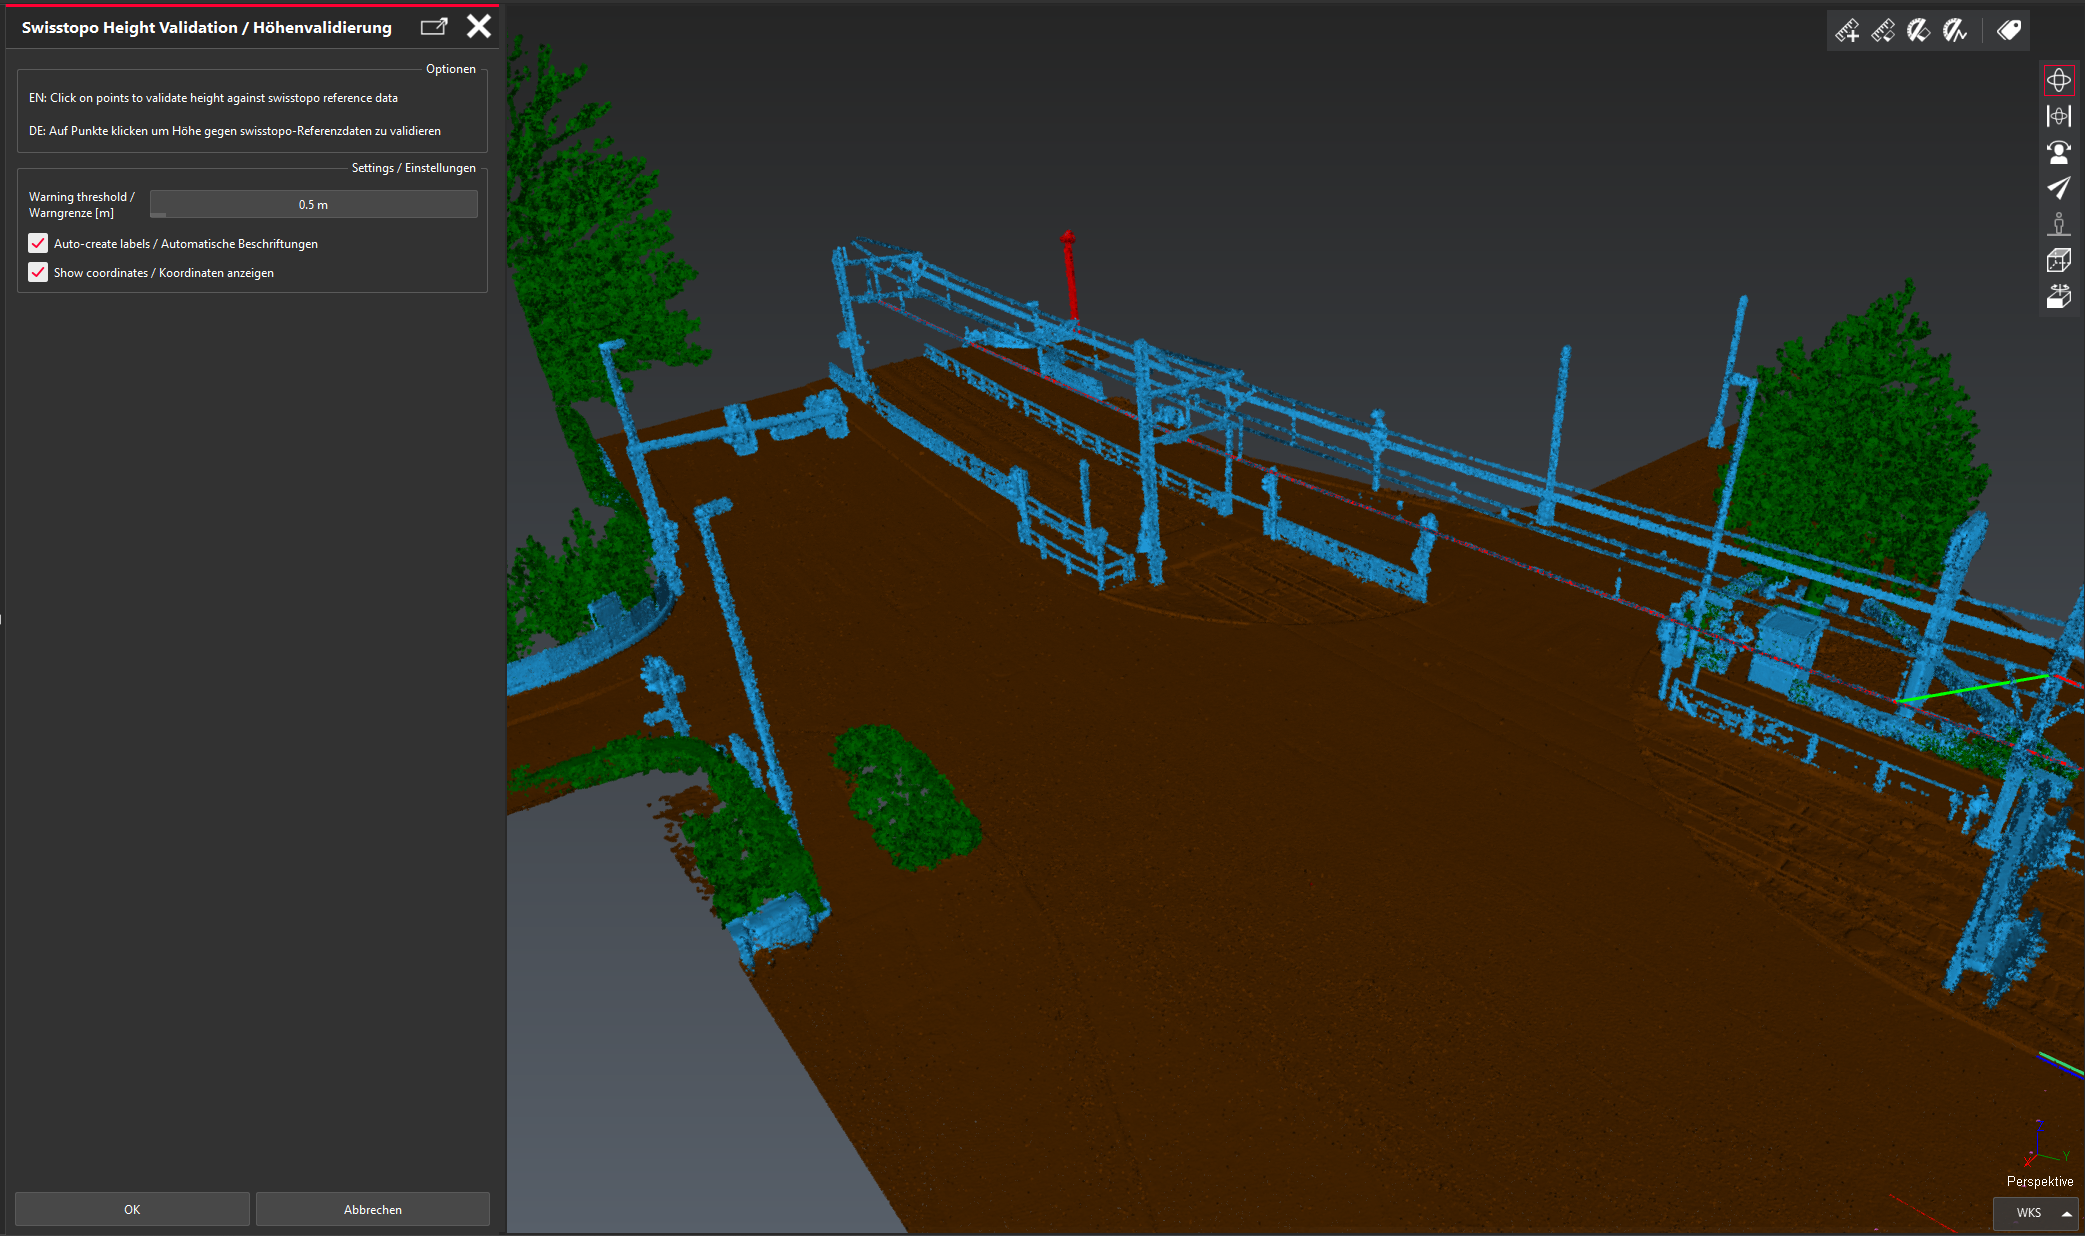 Swisstopo Height Validation / Höhenvalidierung
Optionen
EN: Click on points to validate height against swisstopo reference data
DE: Auf Punkte klicken um Höhe gegen swisstopo-Referenzdaten zu validieren
Settings / Einstellungen
Warning threshold /
Warngrenze [m]
0.5 m
Auto-create labels / Automatische Beschriftungen
Show coordinates / Koordinaten anzeigen
OK
Abbrechen
Z
X
Y
Perspektive
WKS